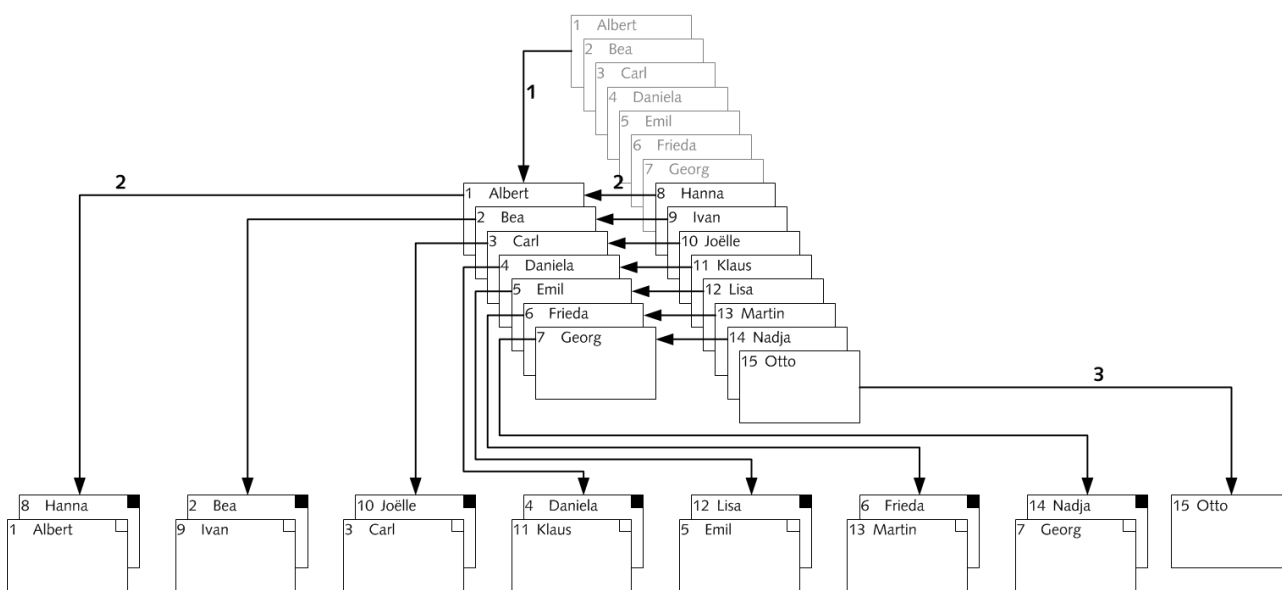 1 Albert
2 Bea
3 Carl
4 Daniela
5 Emil
6 Frieda
7 Georg
1
2
2
1 Albert
8 Hanna
2 Bea
9 Ivan
3 Carl
10 Joëlle
4 Daniela
11 Klaus
5 Emil
12 Lisa
6 Frieda
13 Martin
7 Georg
14 Nadja
15 Otto
3
8 Hanna
1 Albert
2 Bea
9 Ivan
10 Joëlle
3 Carl
4 Daniela
11 Klaus
12 Lisa
5 Emil
6 Frieda
13 Martin
14 Nadja
7 Georg
15 Otto